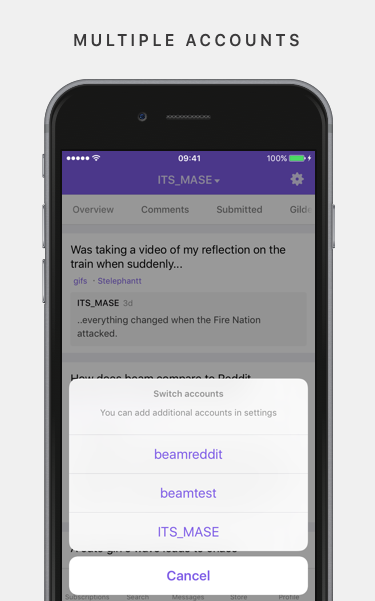 MULTIPLE ACCOUNTS
09:41
100%
ITS_MASE
Overview Comments Submitted Gild
Was taking a video of my reflection on the
train when suddenly...
gifs · Stelephantt
ITS_MASE 3d
..everything changed when the Fire Nation
attacked.
How does beam compare to Reddit
Switch accounts
You can add additional accounts in settings
beamreddit
beamtest
ITS_MASE
Cancel
Subscriptions Search Messages Store Profile